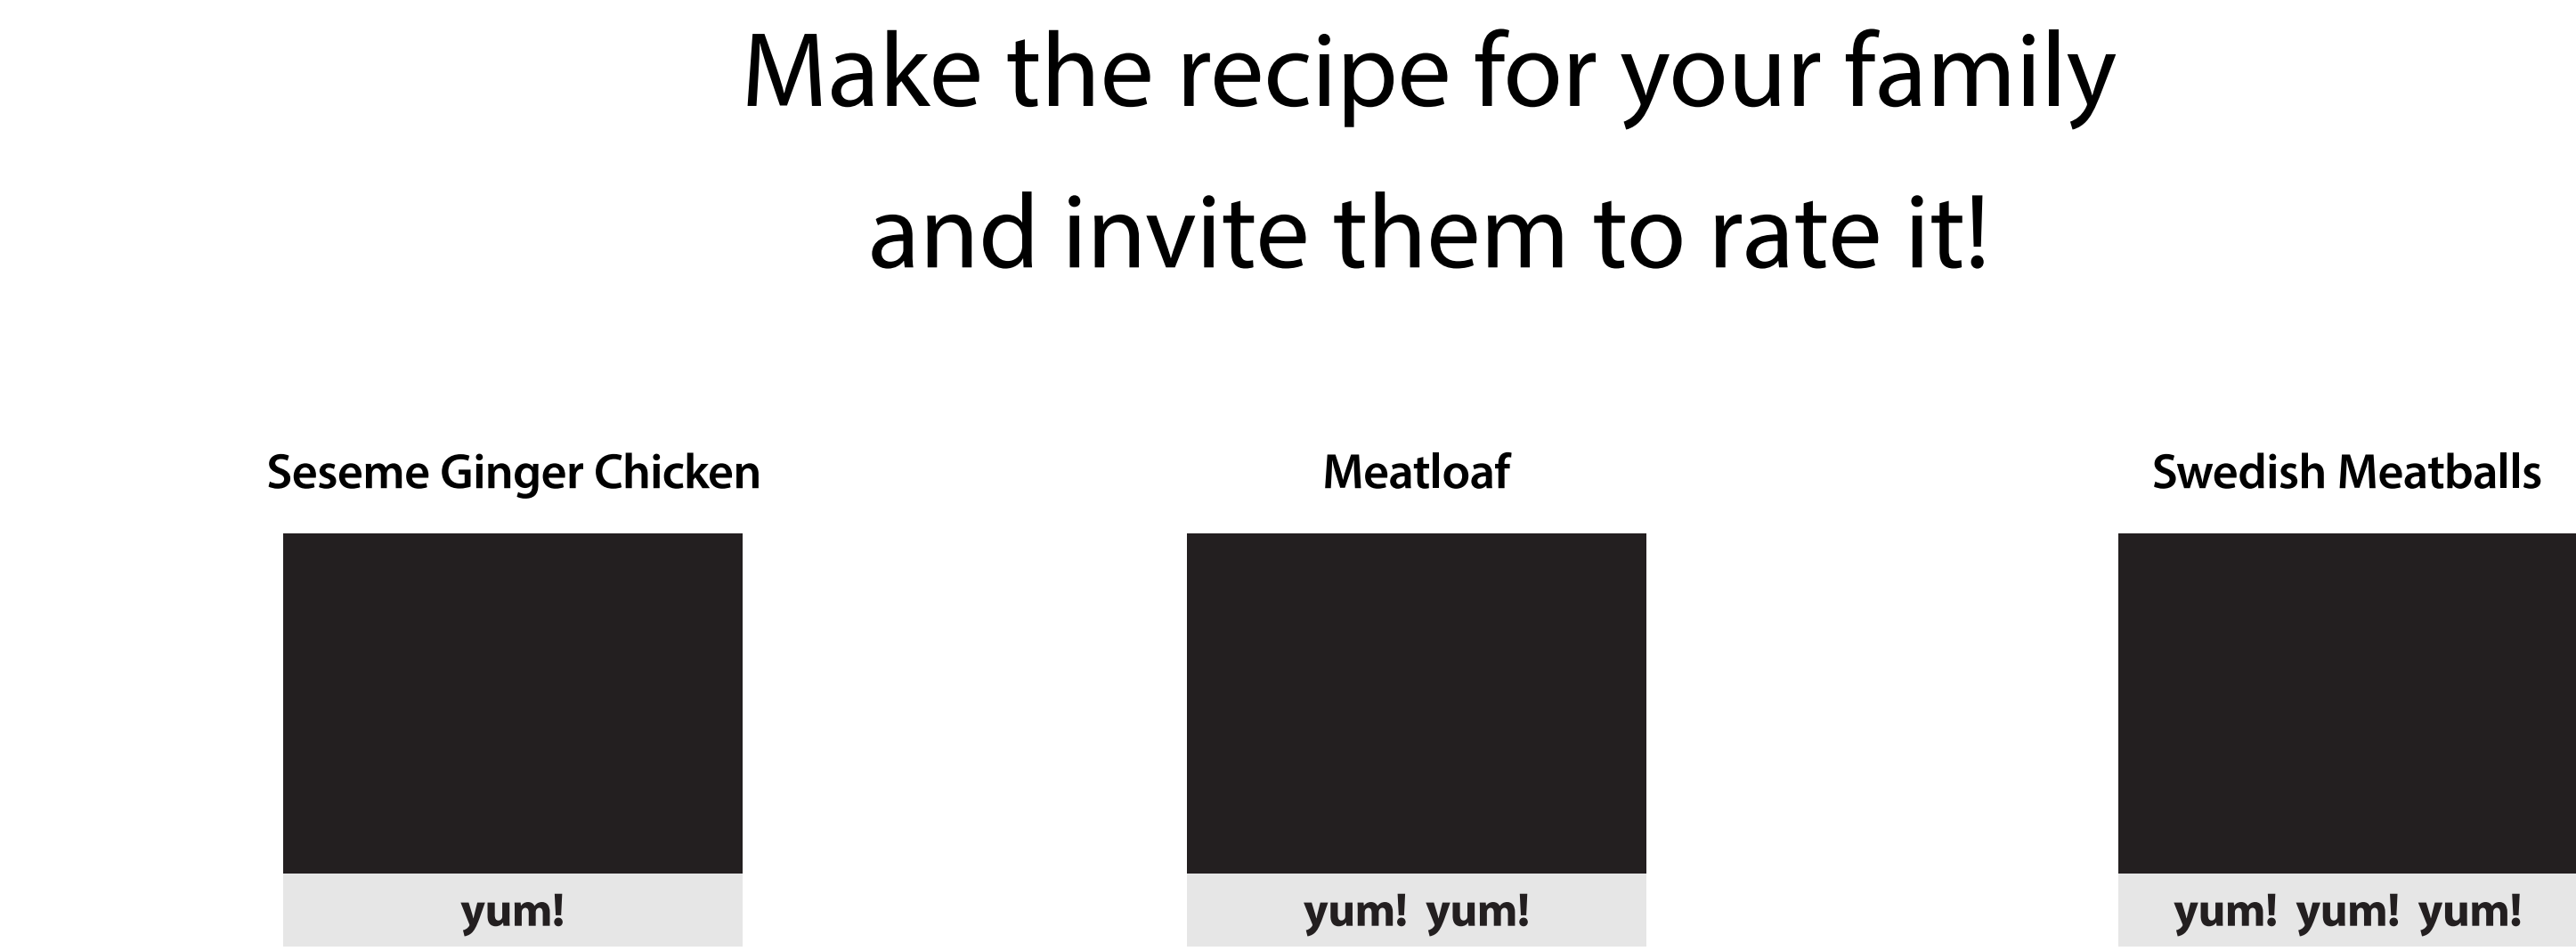 Make the recipe for your family
and invite them to rate it!
Seseme Ginger Chicken
Meatloaf
Swedish Meatballs
yum!
yum! yum!
yum! yum! yum!